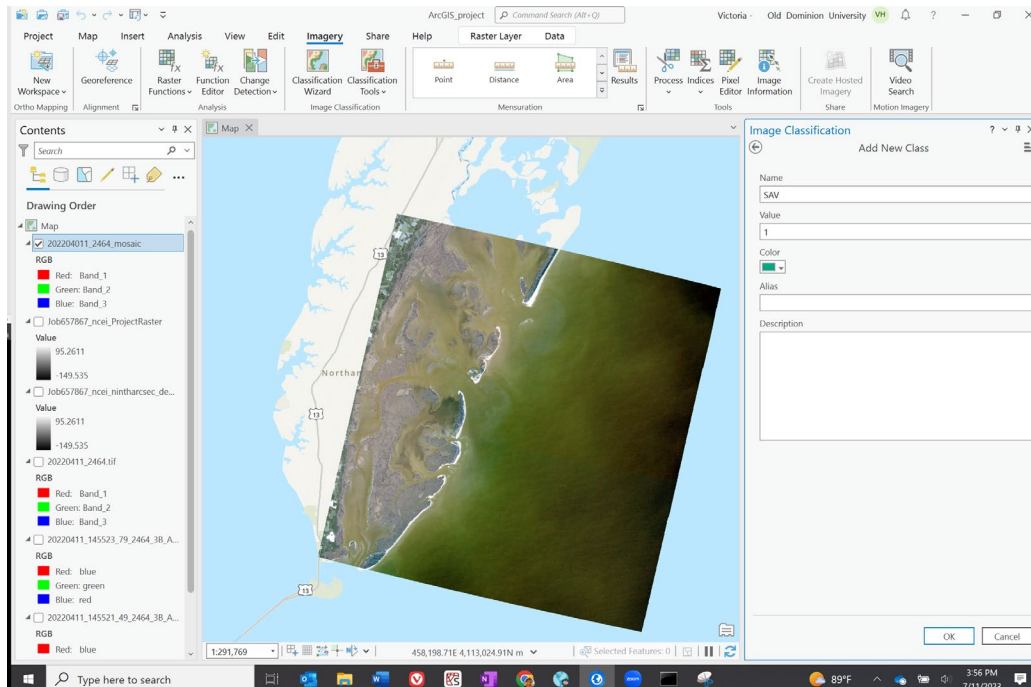 ArcGIS_project
Command Search (Alt+Q)
Victoria
Old Dominion University
VH
?
Project
Map
Insert
Analysis
View
Edit
Imagery
Share
Help
Raster Layer
Data
New Workspace
Georeference
Raster Functions
Function Editor
Change Detection
Classification Wizard
Classification Tools
Point
Distance
Area
Results
Process
Indices
Pixel Editor
Image Information
Create Hosted Imagery
Video Search
Ortho Mapping
Alignment
Analysis
Image Classification
Mensuration
Tools
Share
Motion Imagery
Contents
Search
Drawing Order
Map
202204011_2464_mosaic
RGB
Red: Band_1
Green: Band_2
Blue: Band_3
Job657867_ncei_ProjectRaster
Value
95.2611
-149.535
Job657867_ncei_nintharcsec_de...
Value
95.2611
-149.535
20220411_2464.tif
RGB
Red: Band_1
Green: Band_2
Blue: Band_3
20220411_145523_79_2464_3B_A...
RGB
Red: blue
Green: green
Blue: red
20220411_145521_49_2464_3B_A...
RGB
Red: blue
Map
13
Northam
13
13
1:291,769
458,198.71E 4,113,024.91N m
Selected Features: 0
Image Classification
?
Add New Class
Name
SAV
Value
1
Color
Alias
Description
OK
Cancel
Type here to search
zoom
89°F
3:56 PM
7/11/2023